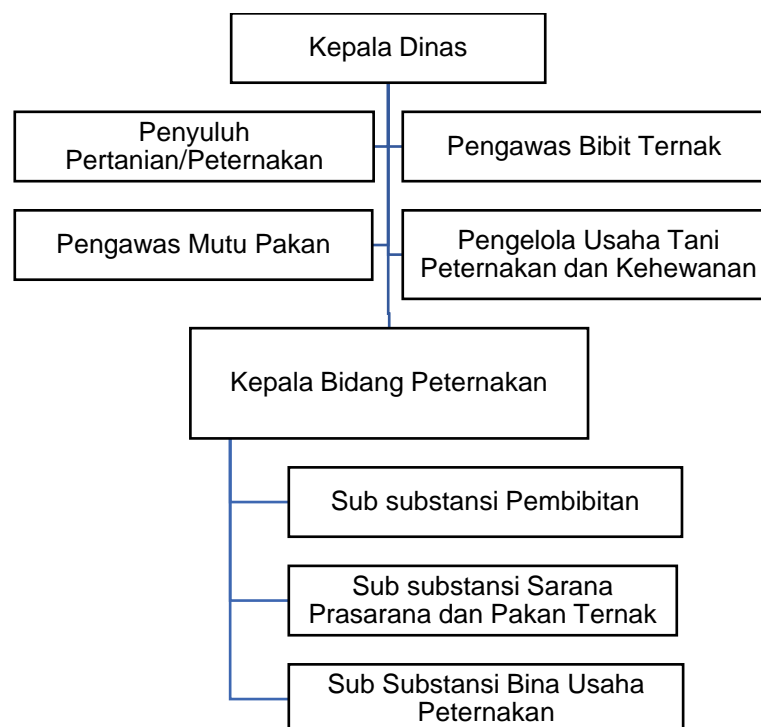 Kepala Dinas
Penyuluh
Pertanian/Peternakan
Pengawas Bibit Ternak
Pengawas Mutu Pakan
Pengelola Usaha Tani
Peternakan dan Kehewanan
Kepala Bidang Peternakan
Sub substansi Pembibitan
Sub substansi Sarana
Prasarana dan Pakan Ternak
Sub Substansi Bina Usaha
Peternakan